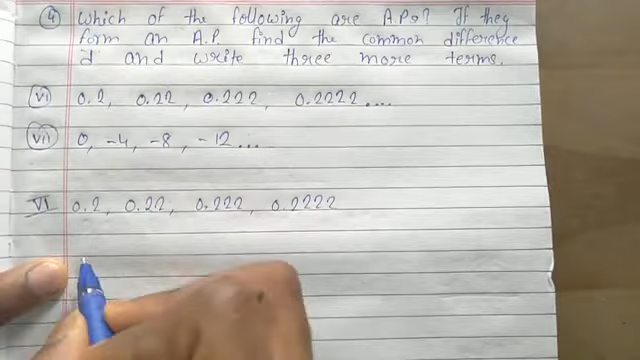 ④ Which of the following are A.Ps? If they
form an A.P. find the common difference
'd' and write three more terms.
(vi) 0.2, 0.22, 0.222, 0.2222....
(vii) 0, -4, -8, -12...
VI 0.2, 0.22, 0.222, 0.2222